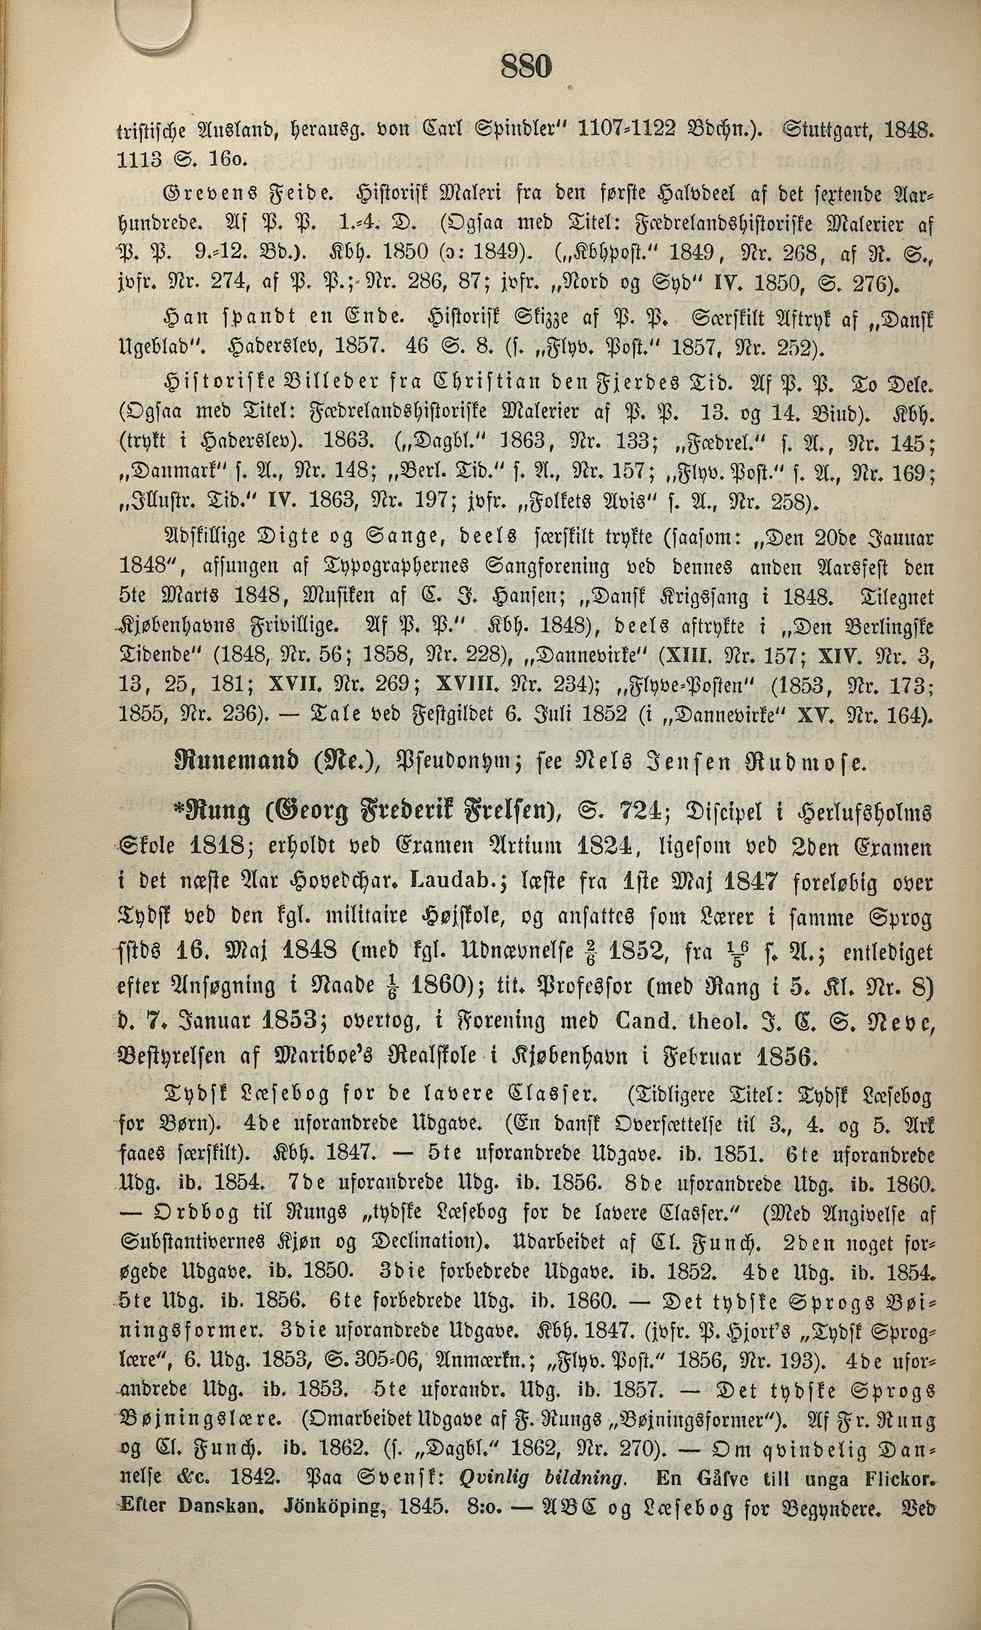 880
tristische Ausland, herausg. von Carl Spindler" 1107-1122 Bdchn.). Stuttgart, 1848.
1113 S. 16o.
Grevens Feide. Historisk Maleri fra den første Halvdeel af det sextende Aar-
hundrede. Af P. P. 1.-4. D. (Ogsaa med Titel: Fædrelandshistoriske Malerier af
P. P. 9.-12. Bd.). Kbh. 1850 (ɔ: 1849). („Kbhpost." 1849, Nr. 268, af N. S.,
jvfr. Nr. 274, af P. P.; Nr. 286, 87; jvfr. „Nord og Syd" IV. 1850, S. 276).
Han spandt en Ende. Historisk Skizze af P. P. Særskilt Aftryk af „Dansk
Ugeblad". Haderslev, 1857. 46 S. 8. (s. „Flyv. Post." 1857, Nr. 252).
Historiske Billeder fra Christian den Fjerdes Tid. Af P. P. To Dele.
(Ogsaa med Titel: Fædrelandshistoriske Malerier af P. P. 13. og 14. Bind). Kbh.
(trykt i Haderslev). 1863. („Dagbl." 1863, Nr. 133; „Fædrel." s. A., Nr. 145;
„Danmark" s. A., Nr. 148; „Berl. Tid." s. A., Nr. 157; „Flyv. Post." s. A., Nr. 169;
„Illustr. Tid." IV. 1863, Nr. 197; jvfr. „Folkets Avis" s. A., Nr. 258).
Adskillige Digte og Sange, deels særskilt trykte (saasom: „Den 20de Januar
1848", afsungen af Typographernes Sangforening ved dennes anden Aarsfest den
5te Marts 1848, Musiken af C. J. Hansen; „Dansk Krigssang i 1848. Tilegnet
Kjøbenhavns Frivillige. Af P. P." Kbh. 1848), deels aftrykte i „Den Berlingske
Tidende" (1848, Nr. 56; 1858, Nr. 228), „Dannevirke" (XIII. Nr. 157; XIV. Nr. 3,
13, 25, 181; XVII. Nr. 269; XVIII. Nr. 234); „Flyve-Posten" (1853, Nr. 173;
1855, Nr. 236). — Tale ved Festgildet 6. Juli 1852 (i „Dannevirke" XV. Nr. 164).
Runemand (Ne.), Pseudonym; see Nels Jensen Rudmose.
*Rung (Georg Frederik Frelsen), S. 724; Discipel i Herlufsholms
Skole 1818; erholdt ved Examen Artium 1824, ligesom ved 2den Examen
i det næste Aar Hovedchar. Laudab.; læste fra 1ste Maj 1847 foreløbig over
Tydsk ved den kgl. militaire Højskole, og ansattes som Lærer i samme Sprog
sstds 16. Maj 1848 (med kgl. Udnævnelse 2/6 1852, fra 16/5 s. A.; entlediget
efter Ansøgning i Naade 1/6 1860); tit. Professor (med Rang i 5. Kl. Nr. 8)
d. 7. Januar 1853; overtog, i Forening med Cand. theol. J. C. S. Neve,
Bestyrelsen af Mariboe's Realskole i Kjøbenhavn i Februar 1856.
Tydsk Læsebog for de lavere Classer. (Tidligere Titel: Tydsk Læsebog
for Børn). 4de uforandrede Udgave. (En dansk Oversættelse til 3., 4. og 5. Ark
faaes særskilt). Kbh. 1847. — 5te uforandrede Udgave. ib. 1851. 6te uforandrede
Udg. ib. 1854. 7de uforandrede Udg. ib. 1856. 8de uforandrede Udg. ib. 1860.
— Ordbog til Rungs „tydske Læsebog for de lavere Classer." (Med Angivelse af
Substantivernes Kjøn og Declination). Udarbeidet af Cl. Funch. 2den noget for-
øgede Udgave. ib. 1850. 3die forbedrede Udgave. ib. 1852. 4de Udg. ib. 1854.
5te Udg. ib. 1856. 6te forbedrede Udg. ib. 1860. — Det tydske Sprogs Bøi-
ningsformer. 3die uforandrede Udgave. Kbh. 1847. (jvfr. P. Hjort's „Tydsk Sprog-
lære", 6. Udg. 1853, S. 305-06, Anmærkn.; „Flyv. Post." 1856, Nr. 193). 4de ufor-
andrede Udg. ib. 1853. 5te uforandr. Udg. ib. 1857. — Det tydske Sprogs
Bøjningslære. (Omarbeidet Udgave af F. Rungs „Bøjningsformer"). Af Fr. Rung
og Cl. Funch. ib. 1862. (s. „Dagbl." 1862, Nr. 270). — Om qvindelig Dan-
nelse &c. 1842. Paa Svensk: Qvinlig bildning. En Gåfve till unga Flickor.
Efter Danskan. Jönköping, 1845. 8:o. — ABC og Læsebog for Begyndere. Ved